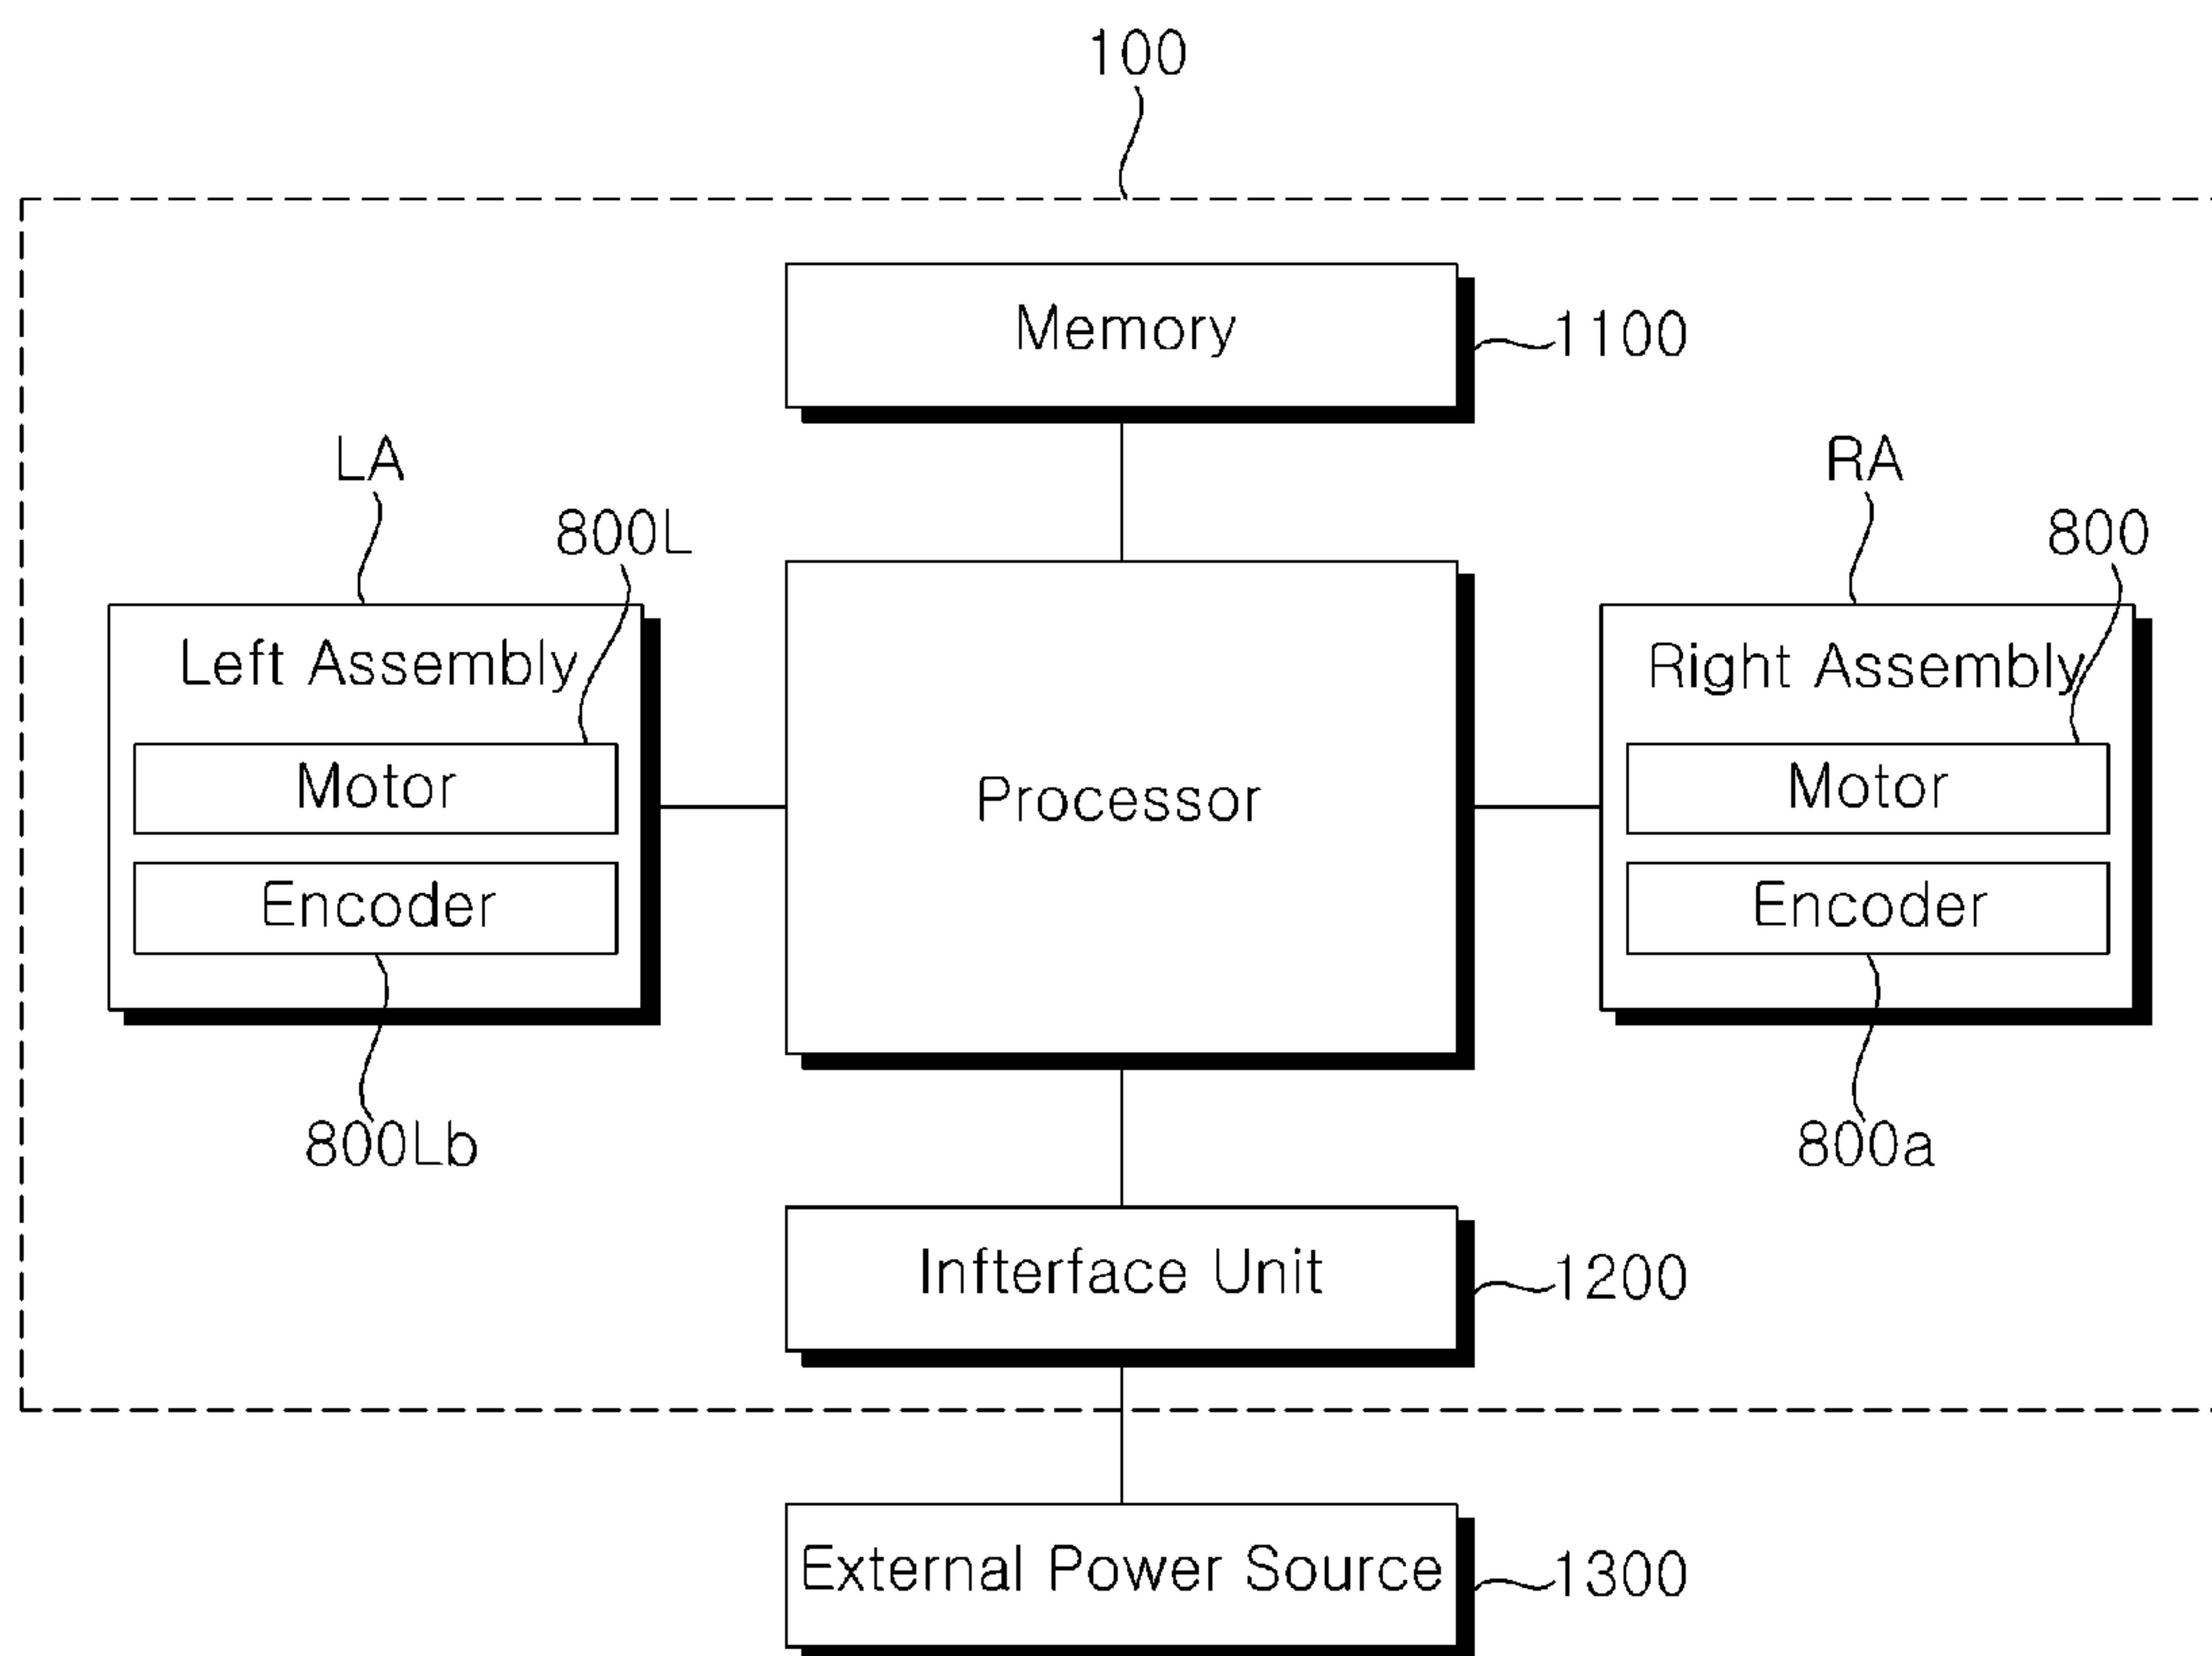 100
Memory
1100
LA
RA
800L
800
Left Assembly
Right Assembly
Motor
Processor
Motor
Encoder
Encoder
800Lb
800a
Infterface Unit
1200
External Power Source
1300